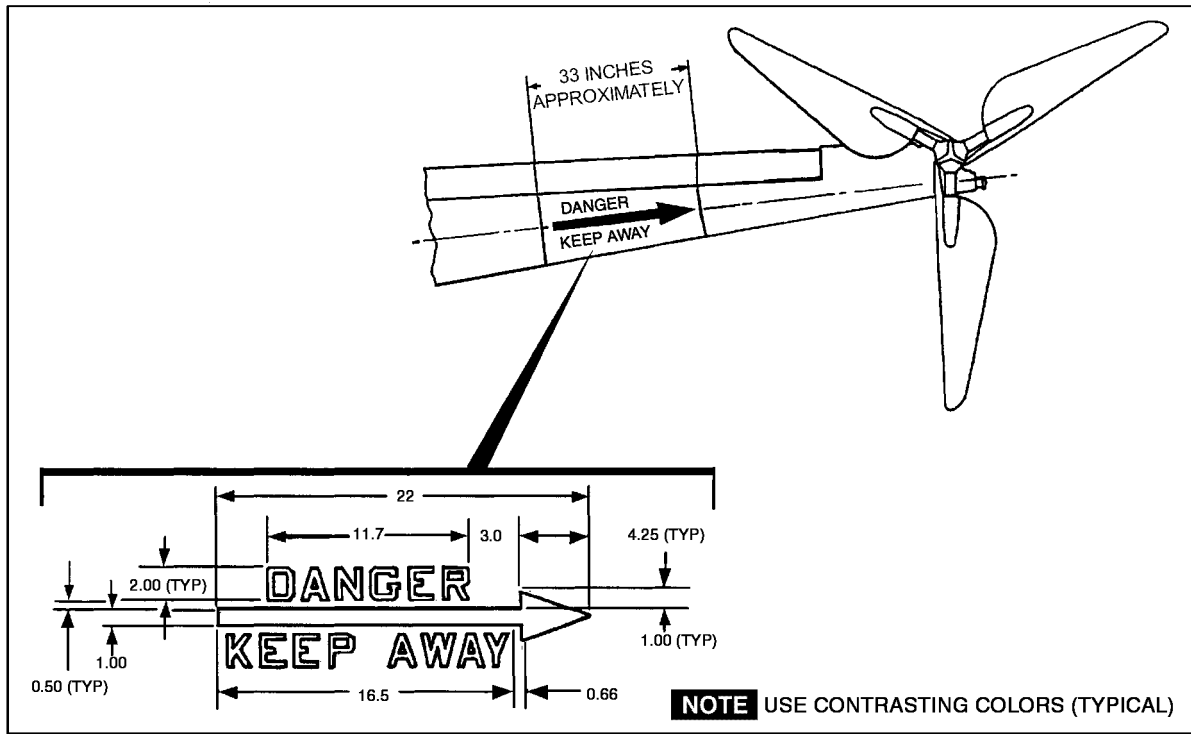 33 INCHES
APPROXIMATELY
DANGER
KEEP AWAY
22
11.7
3.0
4.25 (TYP)
2.00 (TYP)
DANGER
1.00 (TYP)
KEEP AWAY
1.00
0.50 (TYP)
16.5
0.66
NOTE USE CONTRASTING COLORS (TYPICAL)